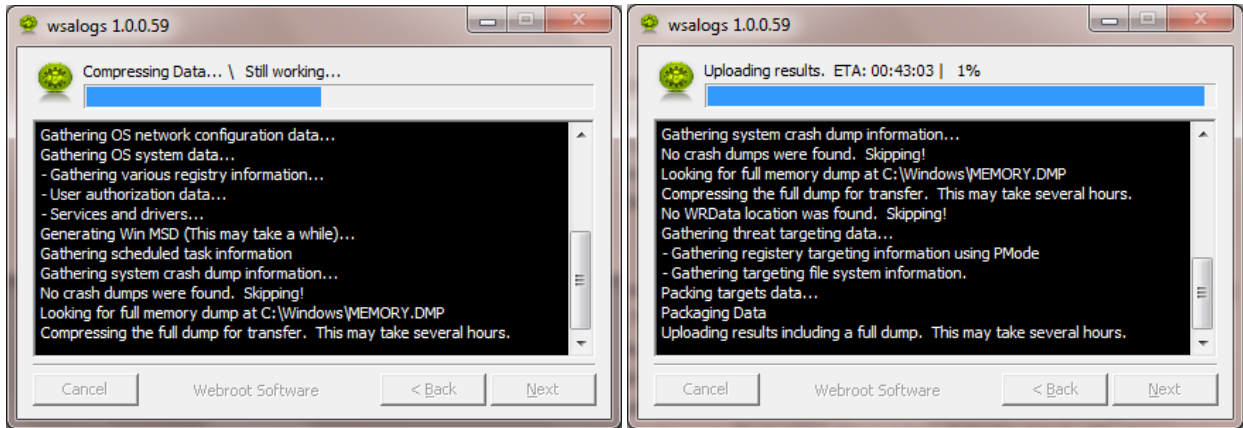 wsalogs 1.0.0.59
Compressing Data... \ Still working...
Gathering OS network configuration data...
Gathering OS system data...
- Gathering various registry information...
- User authorization data...
- Services and drivers...
Generating Win MSD (This may take a while)...
Gathering scheduled task information
Gathering system crash dump information...
No crash dumps were found. Skipping!
Looking for full memory dump at C:\Windows\MEMORY.DMP
Compressing the full dump for transfer. This may take several hours.
Cancel
Webroot Software
< Back
Next
wsalogs 1.0.0.59
Uploading results. ETA: 00:43:03 | 1%
Gathering system crash dump information...
No crash dumps were found. Skipping!
Looking for full memory dump at C:\Windows\MEMORY.DMP
Compressing the full dump for transfer. This may take several hours.
No WRData location was found. Skipping!
Gathering threat targeting data...
- Gathering registery targeting information using PMode
- Gathering targeting file system information.
Packing targets data...
Packaging Data
Uploading results including a full dump. This may take several hours.
Cancel
Webroot Software
< Back
Next